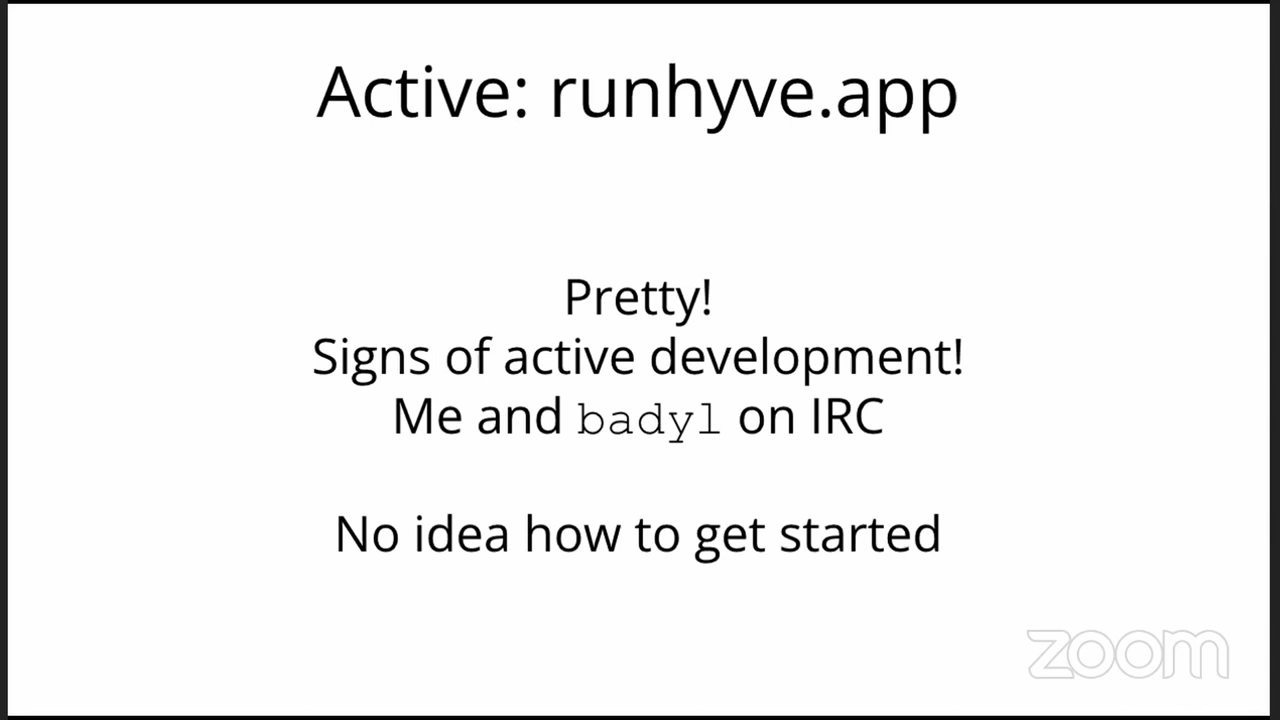 Active: runhyve.app
Pretty!
Signs of active development!
Me and badyl on IRC
No idea how to get started
zoom